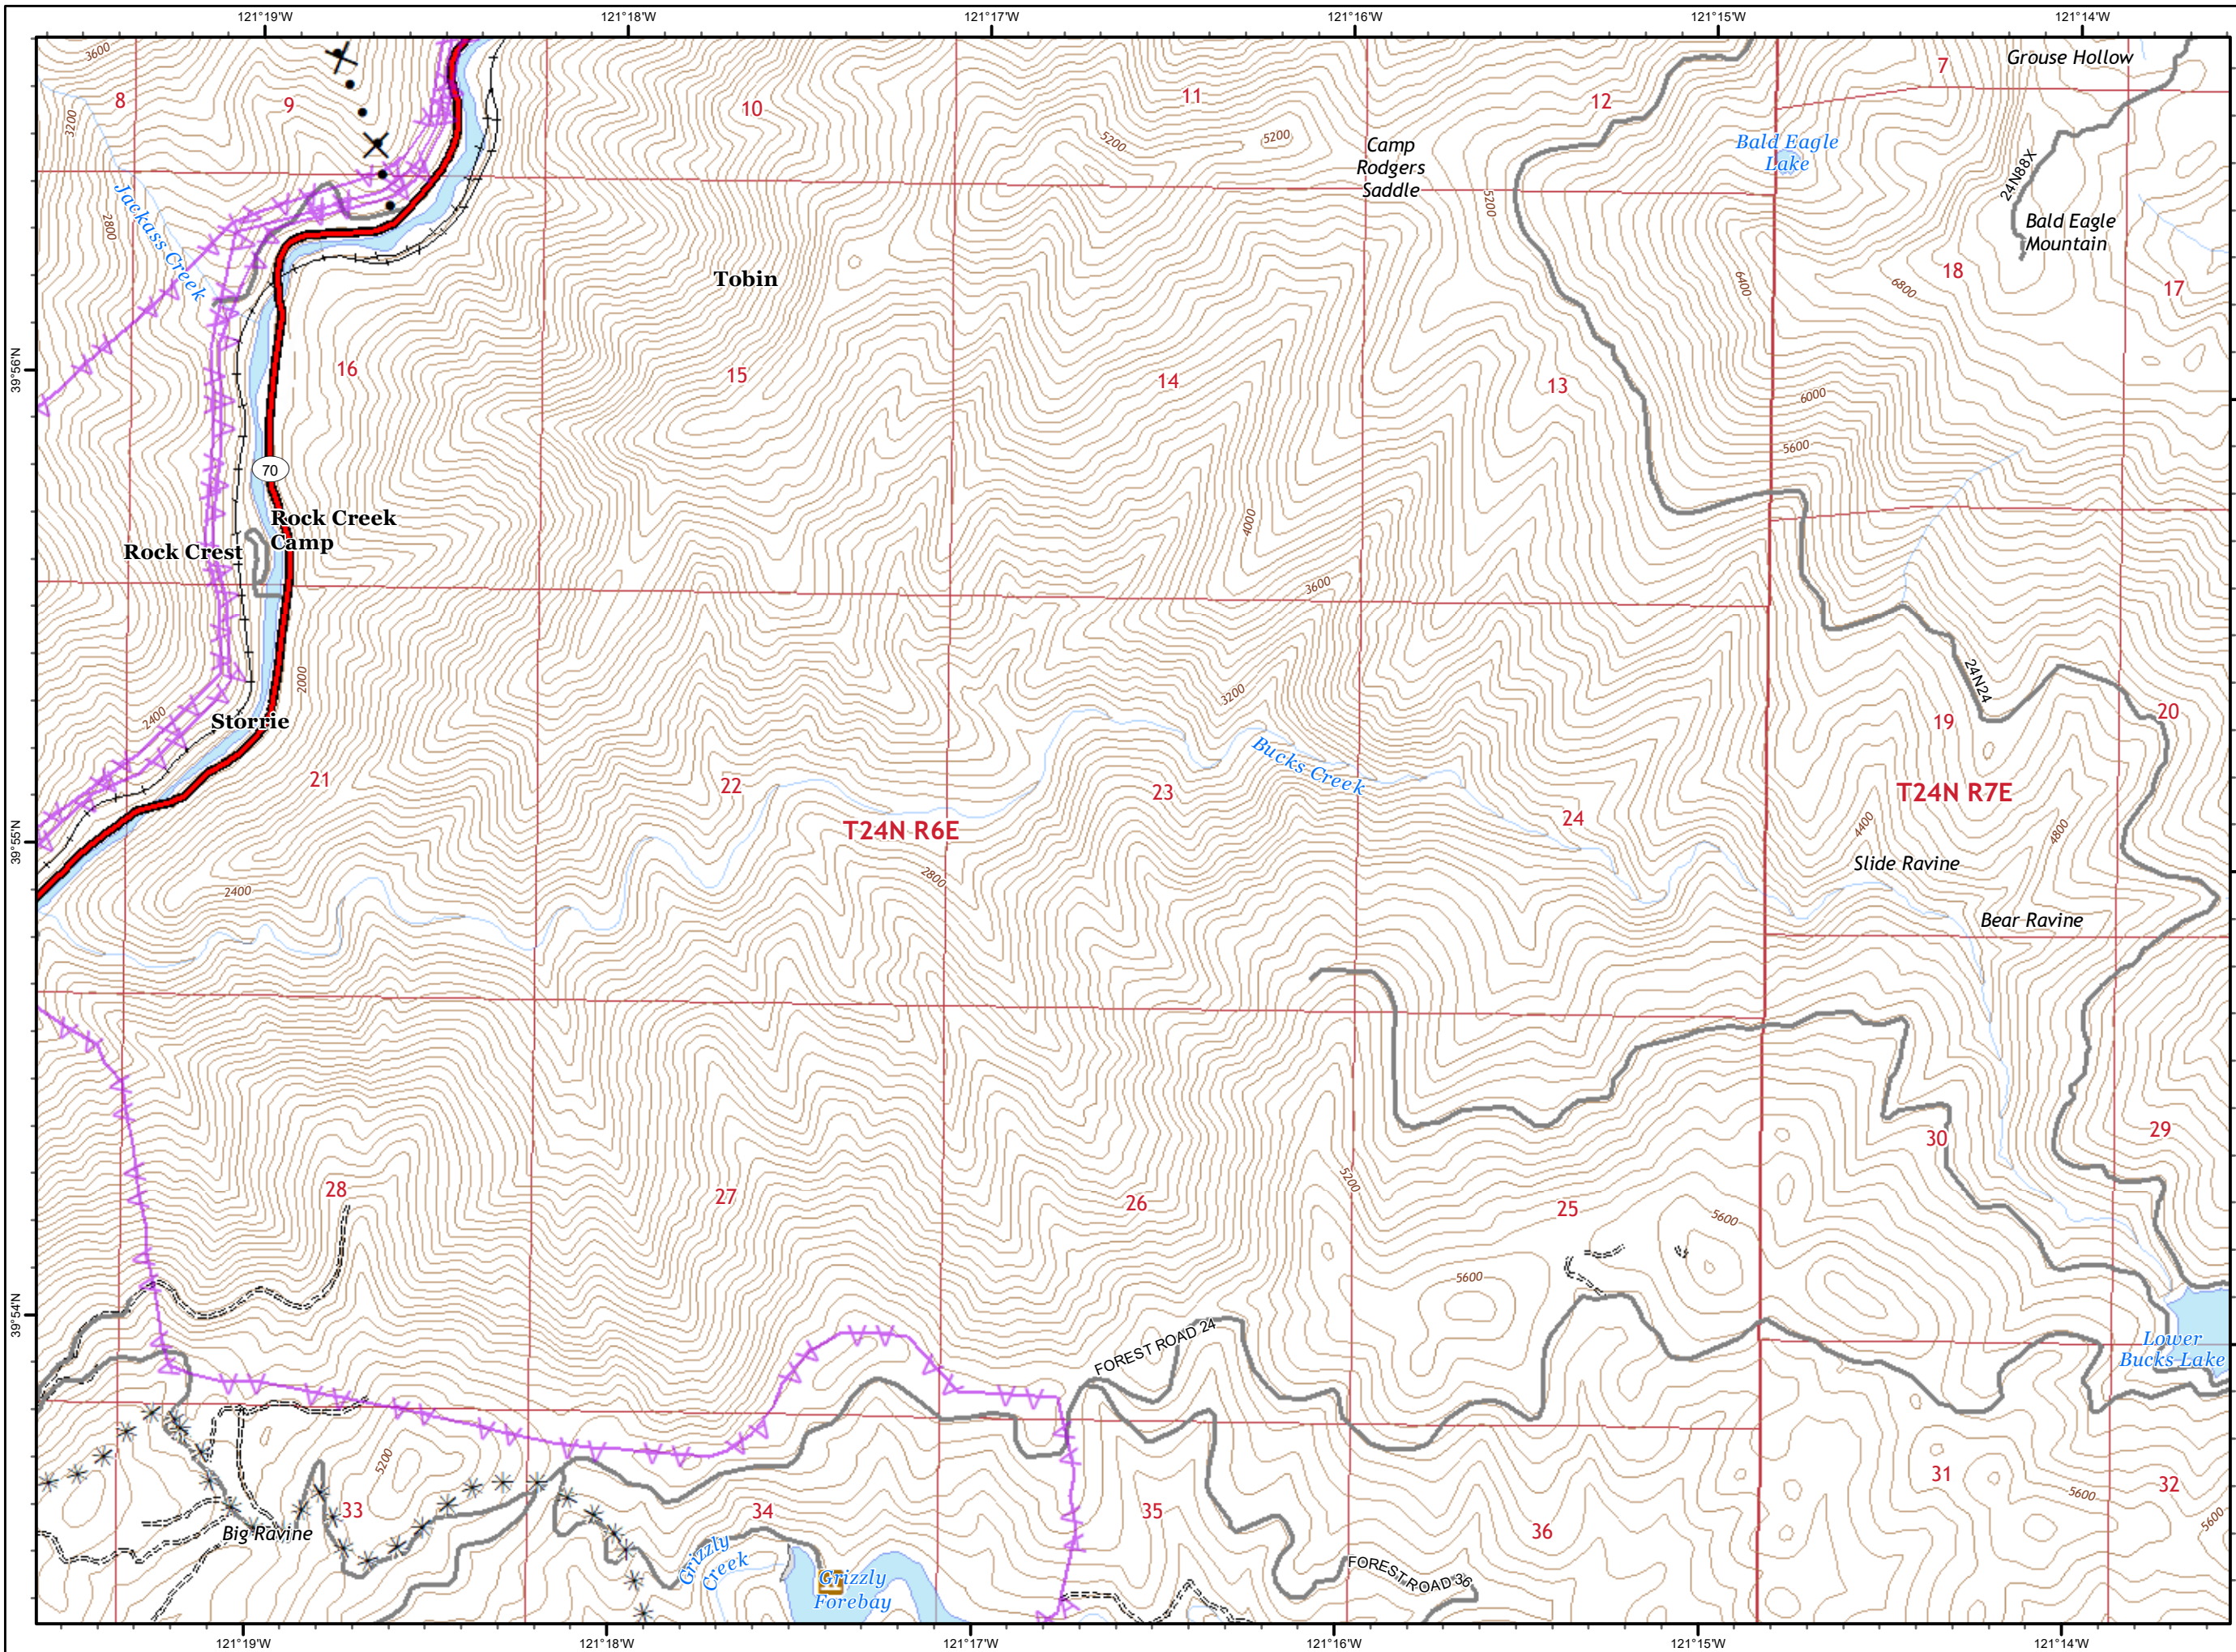 121°19'W
121°18'W
121°17'W
121°16'W
121°15'W
121°14'W
3600
8
9
10
11
12
7
Grouse Hollow
3200
5200
5200
Camp
Rodgers
Saddle
Bald Eagle
Lake
24N88X
Jackass Creek
2800
5200
Bald Eagle
Mountain
Tobin
6400
6800
18
17
39°56'N
16
15
14
13
6000
5600
70
Rock Creek
Camp
Rock Crest
4000
3600
2000
3200
24N24
2400
Storrie
19
20
21
22
23
Bucks Creek
24
T24N R7E
T24N R6E
39°55'N
4400
4800
2400
2800
Slide Ravine
Bear Ravine
28
27
26
5200
25
5600
30
29
5600
39°54'N
FOREST ROAD 24
Lower
Bucks Lake
5200
33
34
35
36
31
32
5600
5600
Big Ravine
Grizzly
Creek
Grizzly
Forebay
FOREST ROAD 36
121°19'W
121°18'W
121°17'W
121°16'W
121°15'W
121°14'W